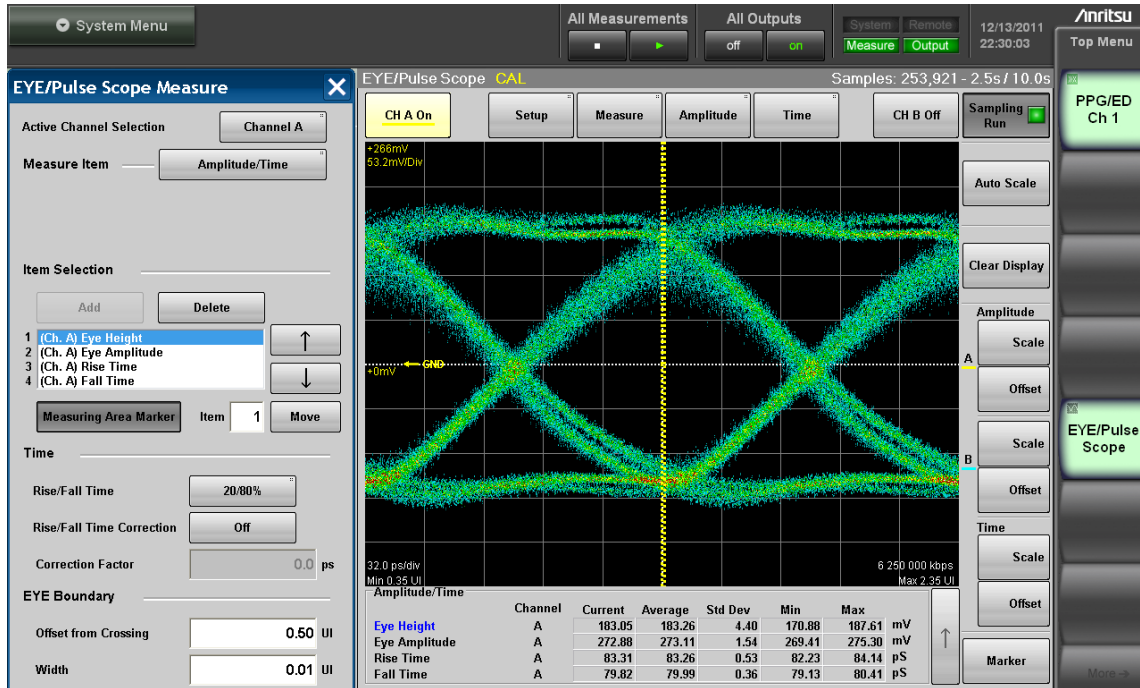 System Menu
All Measurements
All Outputs
off
on
System
Remote
Measure
Output
12/13/2011
22:30:03
Anritsu
Top Menu
EYE/Pulse Scope Measure
Active Channel Selection
Channel A
Measure Item
Amplitude/Time
Item Selection
Add
Delete
1 (Ch. A) Eye Height
2 (Ch. A) Eye Amplitude
3 (Ch. A) Rise Time
4 (Ch. A) Fall Time
↑
↓
Measuring Area Marker
Item
1
Move
Time
Rise/Fall Time
20/80%
Rise/Fall Time Correction
Off
Correction Factor
0.0 ps
EYE Boundary
Offset from Crossing
0.50 UI
Width
0.01 UI
EYE/Pulse Scope CAL
Samples: 253,921 - 2.5s / 10.0s
CH A On
Setup
Measure
Amplitude
Time
CH B Off
Sampling
Run
+266mV
53.2mV/Div
GND
+0mV
32.0 ps/div
Min 0.35 UI
6 250 000 kbps
Max 2.35 UI
Auto Scale
Clear Display
Amplitude
A
Scale
Offset
B
Scale
Offset
Time
Scale
Offset
Marker
Amplitude/Time
Channel Current Average Std Dev Min Max
Eye Height A 183.05 183.26 4.40 170.88 187.61 mV
Eye Amplitude A 272.88 273.11 1.54 269.41 275.30 mV
Rise Time A 83.31 83.26 0.53 82.23 84.14 pS
Fall Time A 79.82 79.99 0.36 79.13 80.41 pS
↑
PPG/ED
Ch 1
EYE/Pulse
Scope
More →